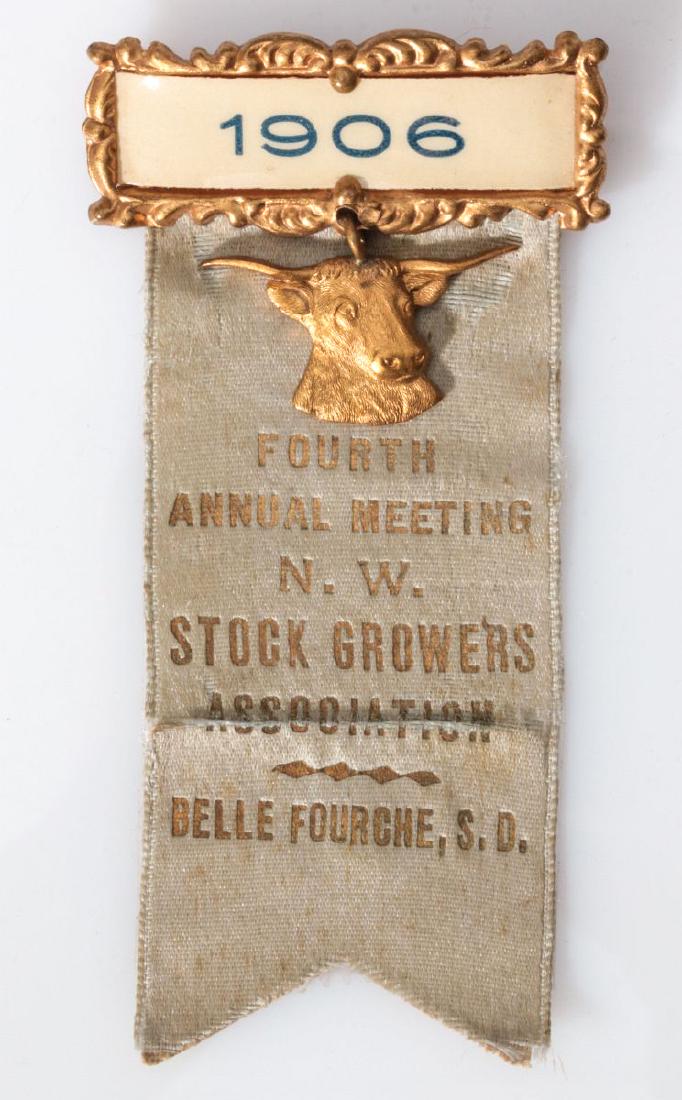 1906
FOURTH
ANNUAL MEETING
N. W.
STOCK GROWERS
ASSOCIATION
BELLE FOURCHE, S. D.